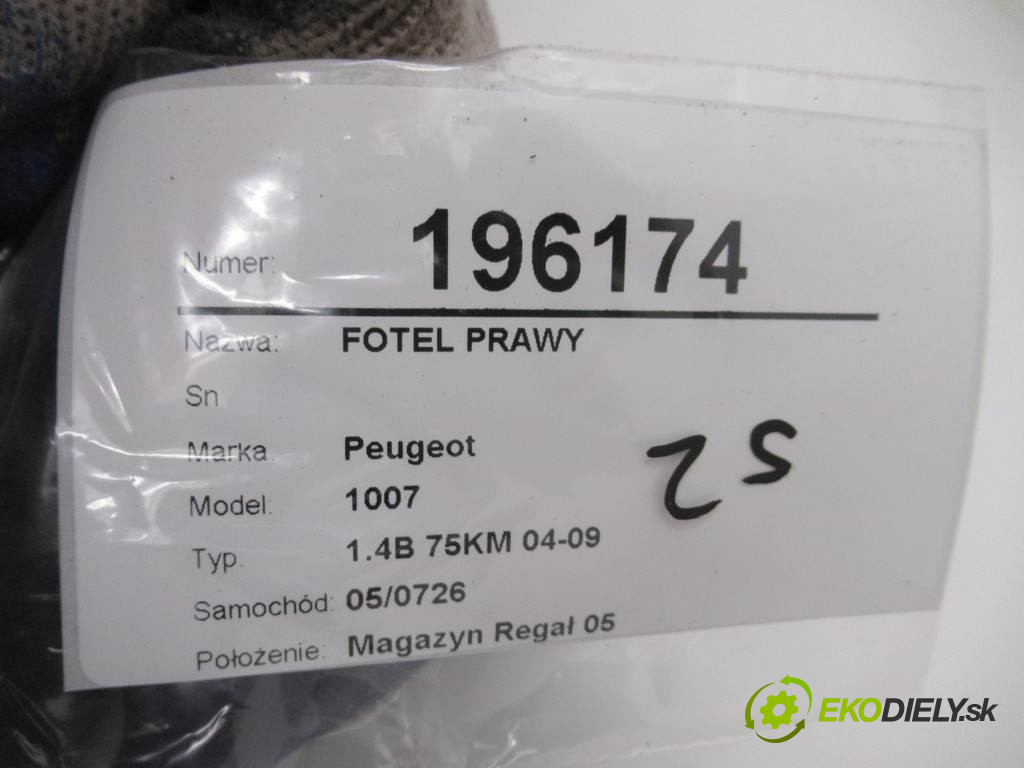 Numer: 196174
Nazwa: FOTEL PRAWY
Sn
Marka Peugeot
Model: 1007
Typ. 1.4B 75KM 04-09
Samochód: 05/0726
Położenie: Magazyn Regał 05
52
EKODIELY.sk